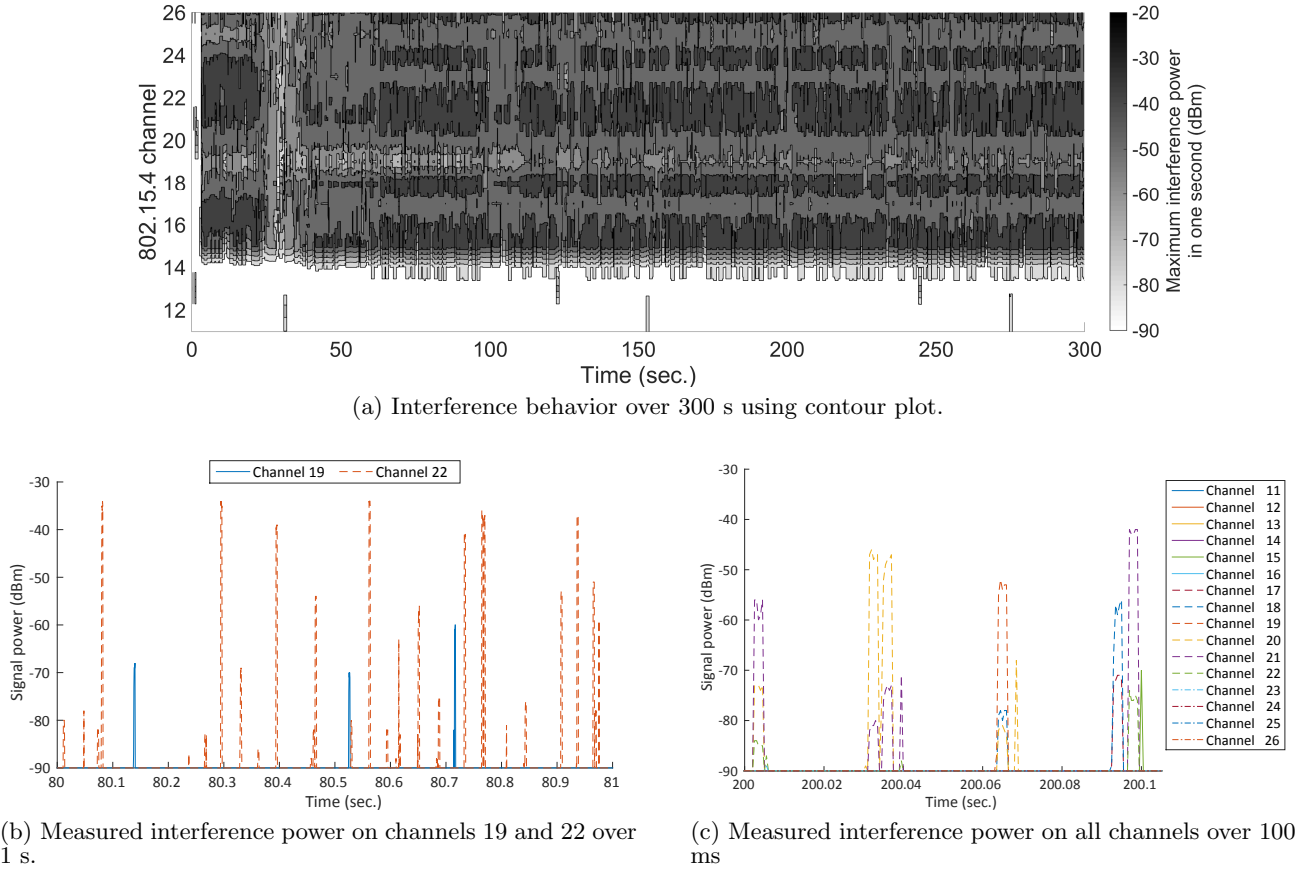 26
24
22
20
18
16
14
12
802.15.4 channel
0 50 100 150 200 250 300
Time (sec.)
-20
-30
-40
-50
-60
-70
-80
-90
Maximum interference power
in one second (dBm)
(a) Interference behavior over 300 s using contour plot.
Channel 19 Channel 22
-30
-40
-50
-60
-70
-80
-90
Signal power (dBm)
80 80.1 80.2 80.3 80.4 80.5 80.6 80.7 80.8 80.9 81
Time (sec.)
(b) Measured interference power on channels 19 and 22 over
1 s.
-30
-40
-50
-60
-70
-80
-90
Signal power (dBm)
200 200.02 200.04 200.06 200.08 200.1
Time (sec.)
Channel 11
Channel 12
Channel 13
Channel 14
Channel 15
Channel 16
Channel 17
Channel 18
Channel 19
Channel 20
Channel 21
Channel 22
Channel 23
Channel 24
Channel 25
Channel 26
(c) Measured interference power on all channels over 100
ms